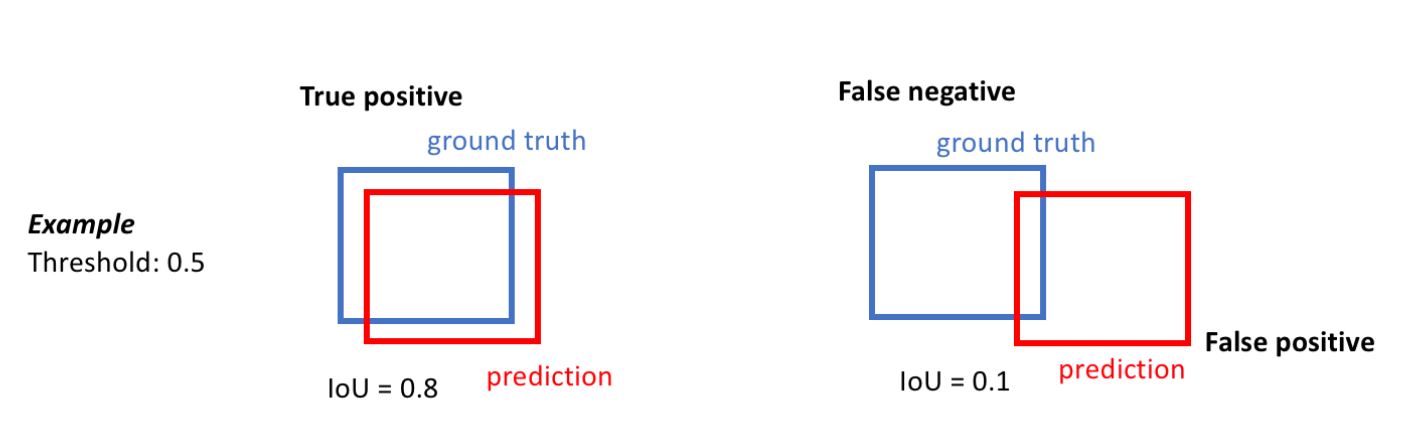 True positive
False negative
ground truth
ground truth
Example
Threshold: 0.5
False positive
prediction
prediction
IoU = 0.8
IoU = 0.1